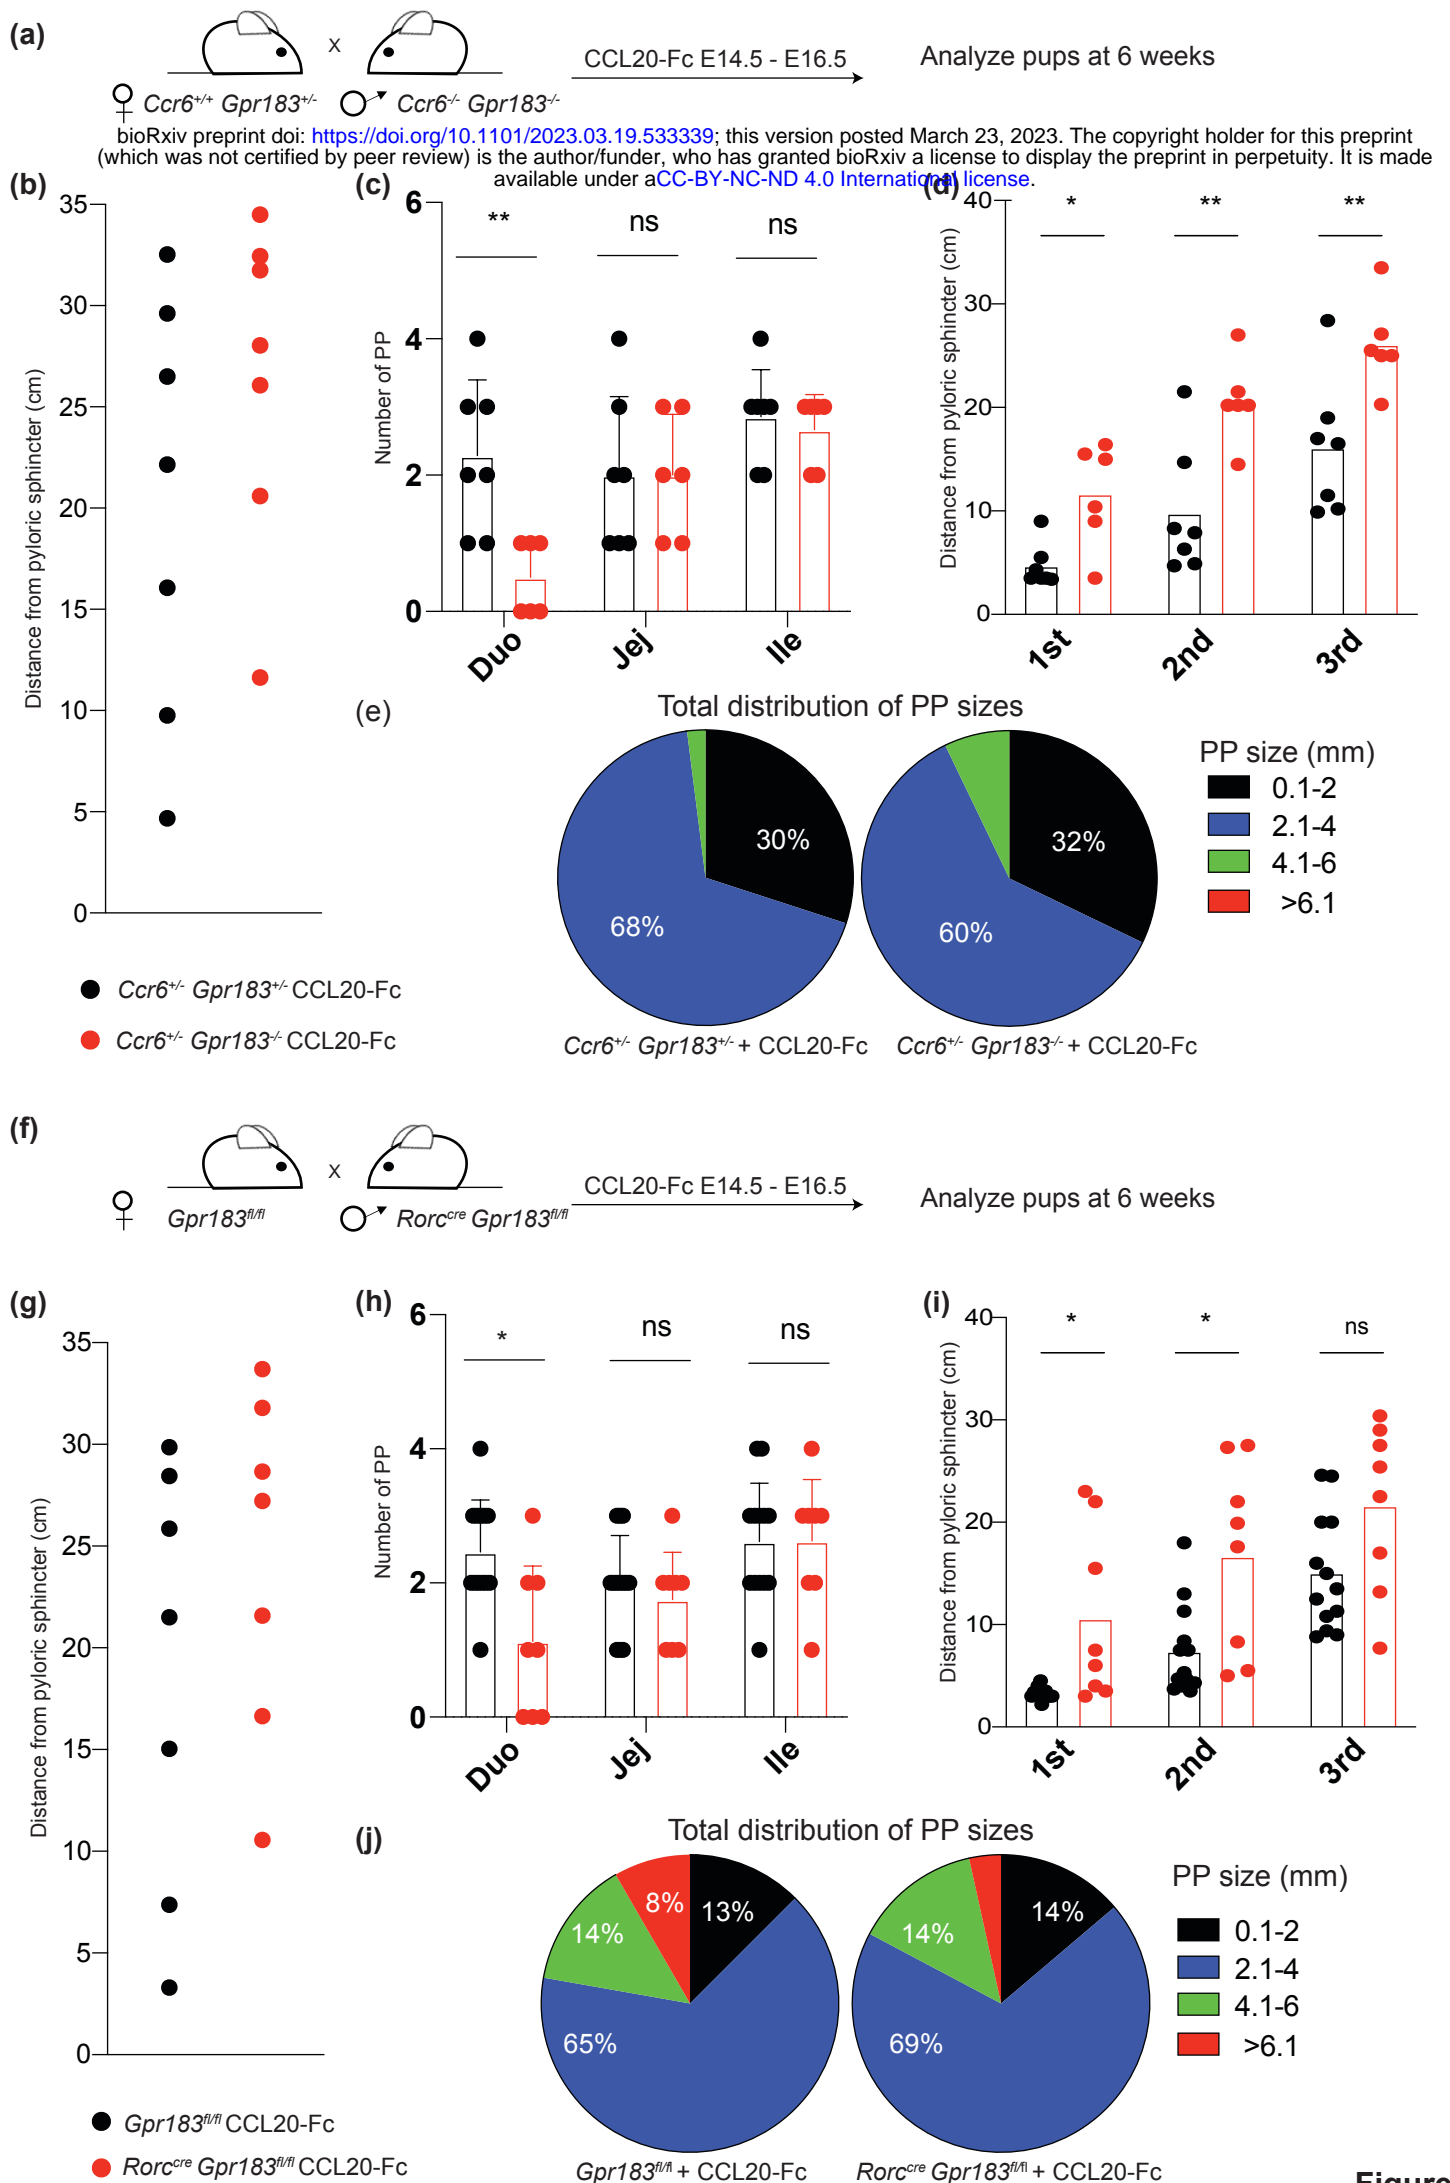 (a)
X
CCL20-Fc E14.5 - E16.5
Analyze pups at 6 weeks
♀ Ccr6+/+ Gpr183+/-
♂ Ccr6-/- Gpr183-/-
bioRxiv preprint doi: https://doi.org/10.1101/2023.03.19.533339; this version posted March 23, 2023. The copyright holder for this preprint
(which was not certified by peer review) is the author/funder, who has granted bioRxiv a license to display the preprint in perpetuity. It is made
available under aCC-BY-NC-ND 4.0 International license.
(b)
Distance from pyloric sphincter (cm)
35
30
25
20
15
10
5
0
Ccr6+/- Gpr183+/- CCL20-Fc
Ccr6+/- Gpr183-/- CCL20-Fc
(c)
Number of PP
6
4
2
0
** ns ns
Duo Jej Ile
(d)
Distance from pyloric sphincter (cm)
40
30
20
10
0
* ** **
1st 2nd 3rd
(e)
Total distribution of PP sizes
30%
68%
32%
60%
Ccr6+/- Gpr183+/- + CCL20-Fc
Ccr6+/- Gpr183-/- + CCL20-Fc
PP size (mm)
0.1-2
2.1-4
4.1-6
>6.1
(f)
X
CCL20-Fc E14.5 - E16.5
Analyze pups at 6 weeks
♀ Gpr183fl/fl
♂ Rorccre Gpr183fl/fl
(g)
Distance from pyloric sphincter (cm)
35
30
25
20
15
10
5
0
Gpr183fl/fl CCL20-Fc
Rorccre Gpr183fl/fl CCL20-Fc
(h)
Number of PP
6
4
2
0
* ns ns
Duo Jej Ile
(i)
Distance from pyloric sphincter (cm)
40
30
20
10
0
* * ns
1st 2nd 3rd
(j)
Total distribution of PP sizes
8%
13%
14%
65%
14%
14%
69%
Gpr183fl/fl + CCL20-Fc
Rorccre Gpr183fl/fl + CCL20-Fc
PP size (mm)
0.1-2
2.1-4
4.1-6
>6.1
Figure